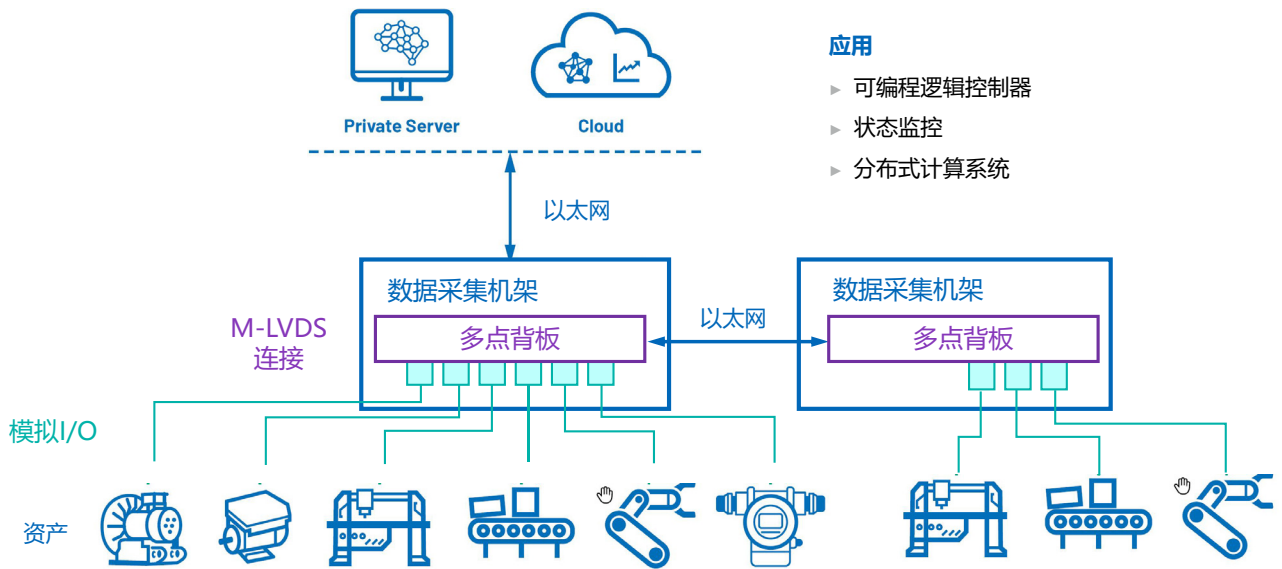 应用
可编程逻辑控制器
状态监控
分布式计算系统
Private Server
Cloud
以太网
数据采集机架
数据采集机架
M-LVDS
连接
多点背板
以太网
多点背板
模拟I/O
资产